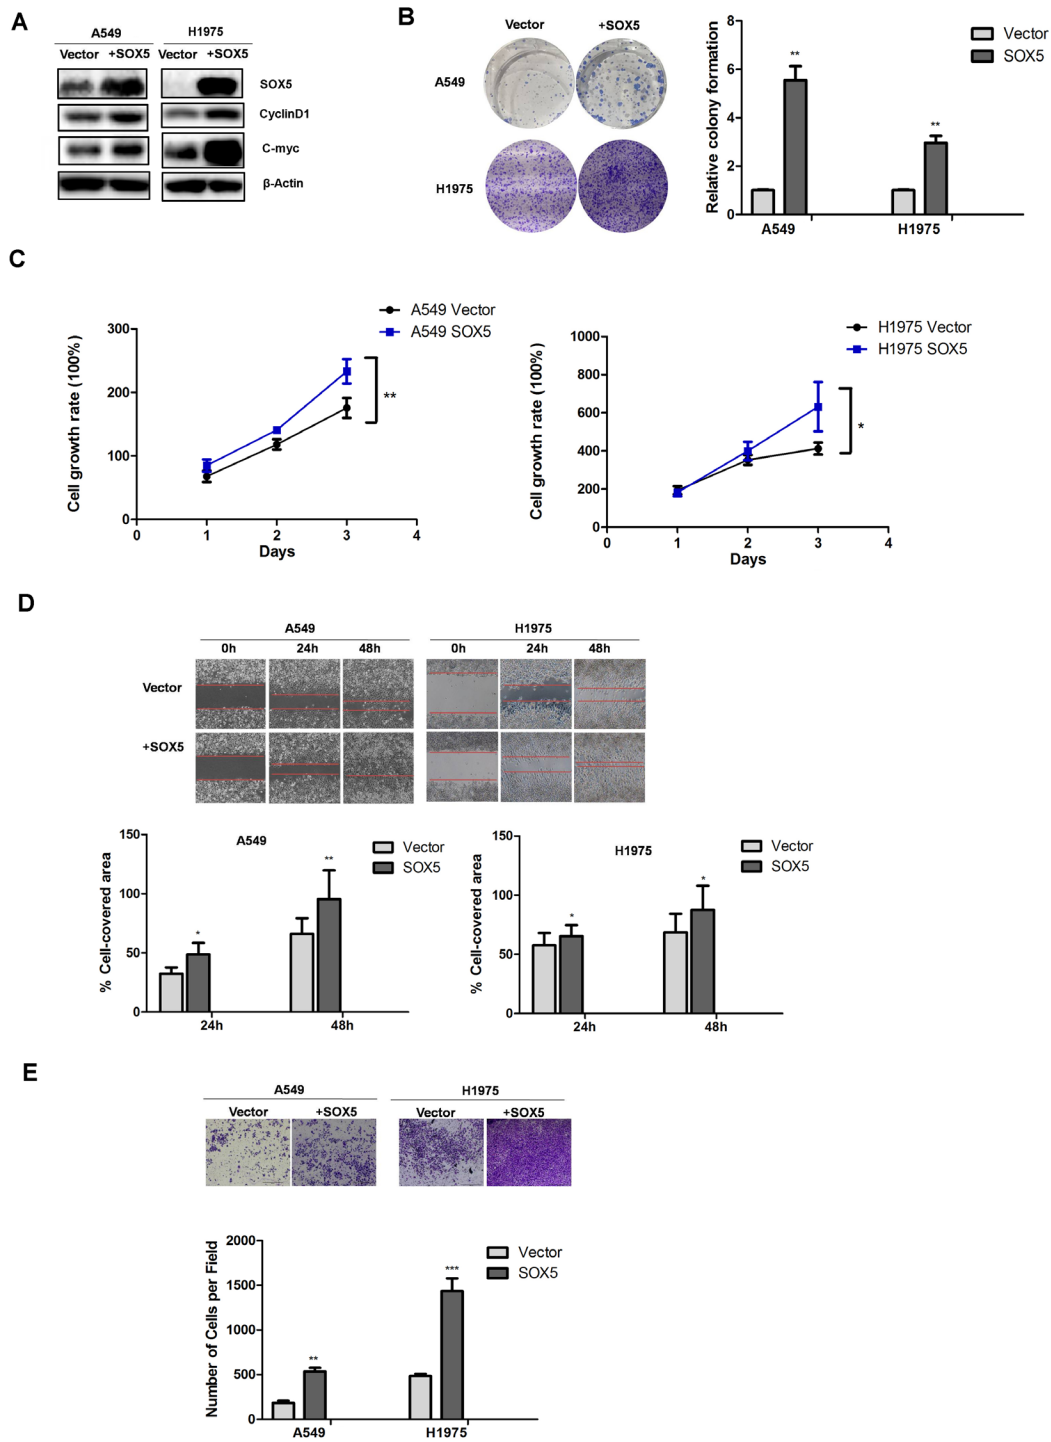 A
A549
H1975
Vector +SOX5
Vector +SOX5
SOX5
CyclinD1
C-myc
β-Actin
B
Vector
+SOX5
A549
H1975
Relative colony formation
8
6
4
2
0
**
**
A549
H1975
Vector
SOX5
C
A549 Vector
A549 SOX5
Cell growth rate (100%)
300
200
100
0
0 1 2 3 4
Days
**
H1975 Vector
H1975 SOX5
Cell growth rate (100%)
1000
800
600
400
200
0
0 1 2 3 4
Days
*
D
A549
H1975
0h 24h 48h
0h 24h 48h
Vector
+SOX5
A549
% Cell-covered area
150
100
50
0
*
**
24h 48h
Vector
SOX5
H1975
% Cell-covered area
150
100
50
0
*
*
24h 48h
Vector
SOX5
E
A549
H1975
Vector +SOX5
Vector +SOX5
Number of Cells per Field
2000
1500
1000
500
0
**
***
A549 H1975
Vector
SOX5